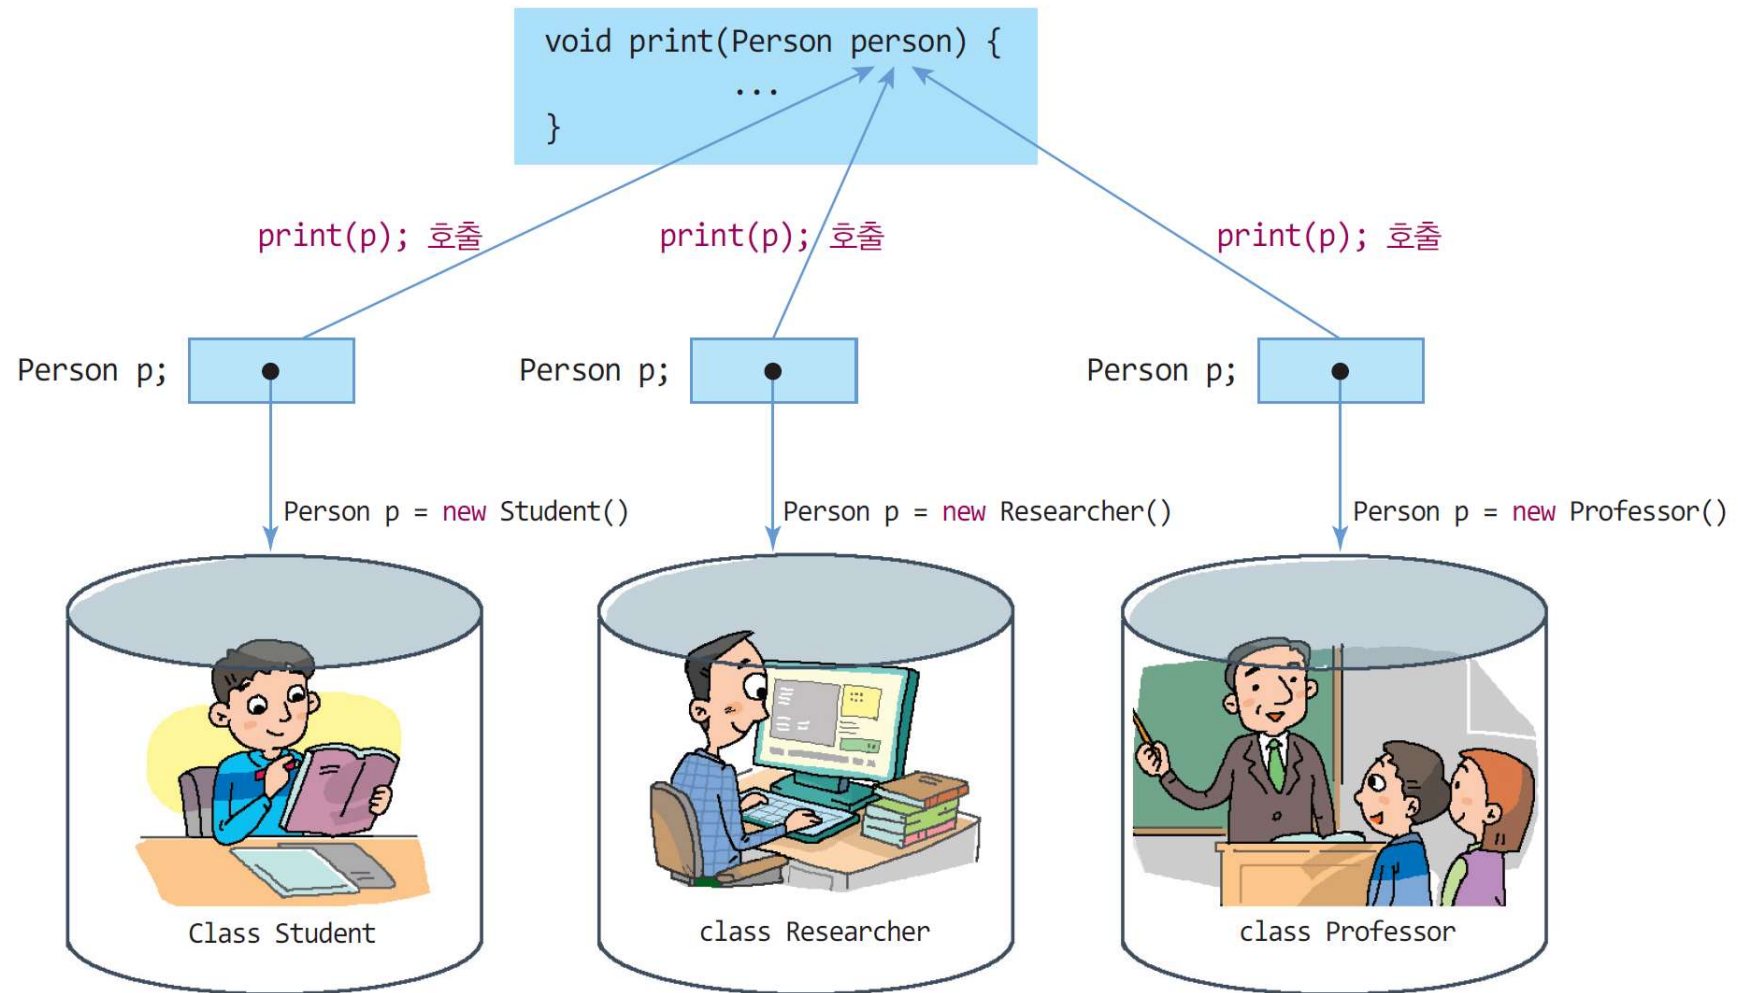 void print(Person person) {
...
}
print(p); 호출
print(p); 호출
print(p); 호출
Person p;
Person p;
Person p;
Person p = new Student()
Person p = new Researcher()
Person p = new Professor()
Class Student
class Researcher
class Professor